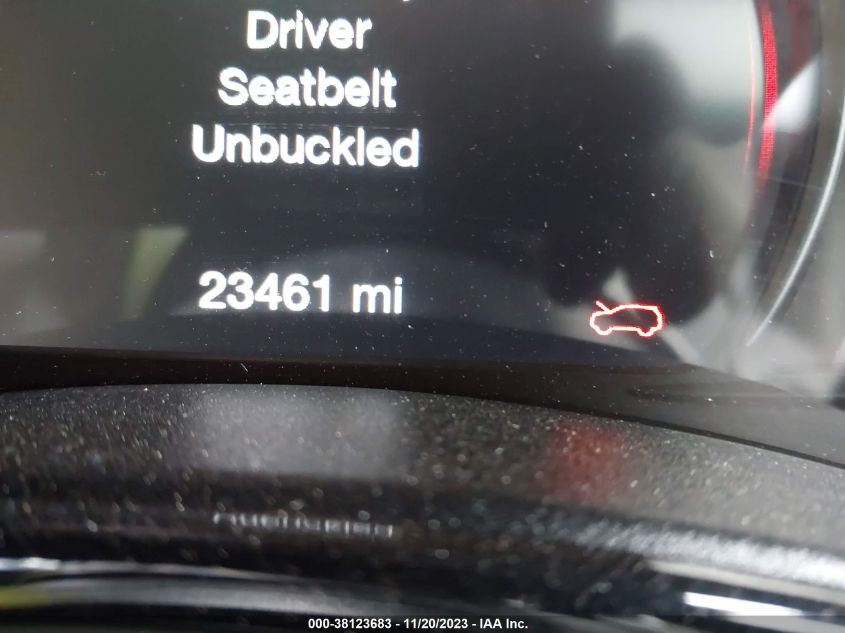 Driver
Seatbelt
Unbuckled
23461 mi
000-38123683 - 11/20/2023 - IAA Inc.